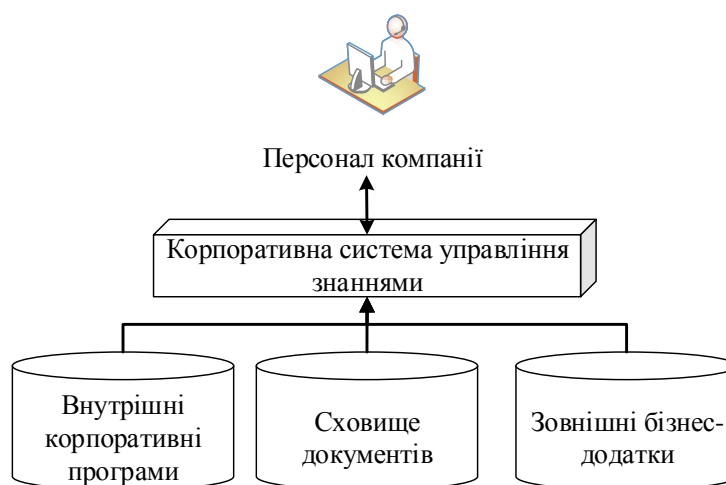 Персонал компанії
Корпоративна система управління
знаннями
Внутрішні
корпоративні
програми
Сховище
документів
Зовнішні бізнес-
додатки